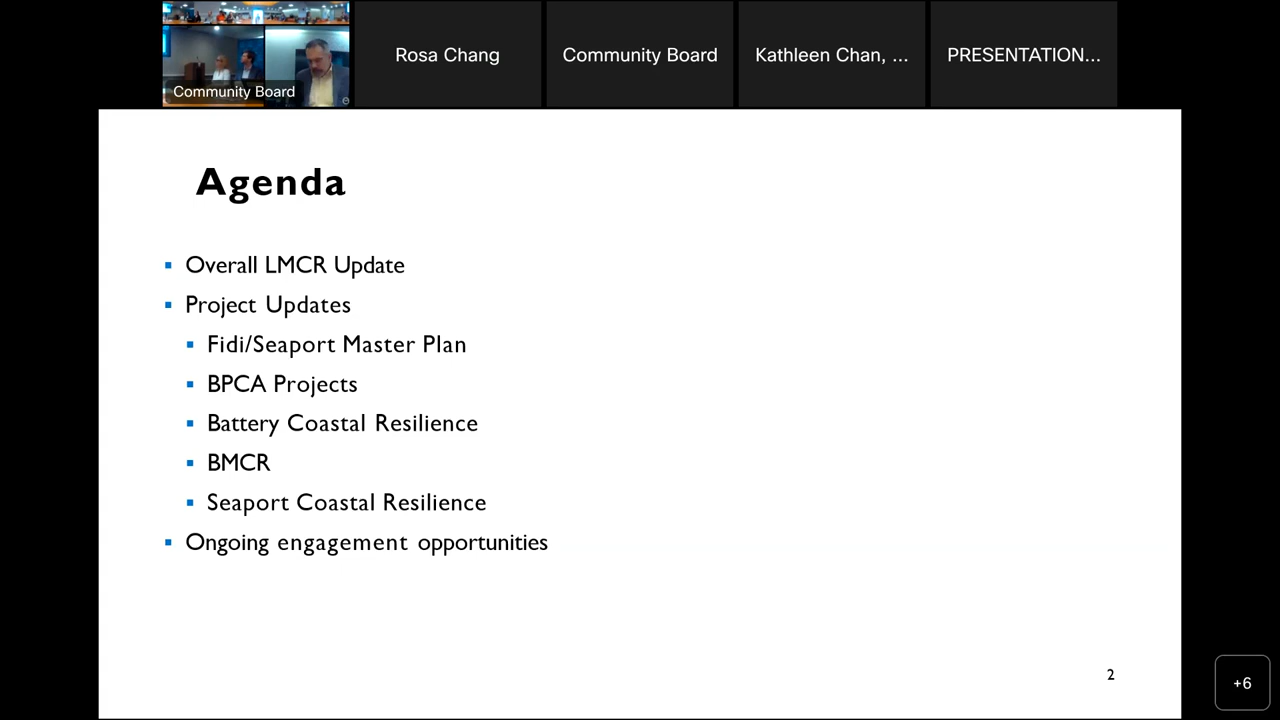 Community Board
Rosa Chang
Community Board
Kathleen Chan, ...
PRESENTATION...
Agenda
Overall LMCR Update
Project Updates
Fidi/Seaport Master Plan
BPCA Projects
Battery Coastal Resilience
BMCR
Seaport Coastal Resilience
Ongoing engagement opportunities
2
+6